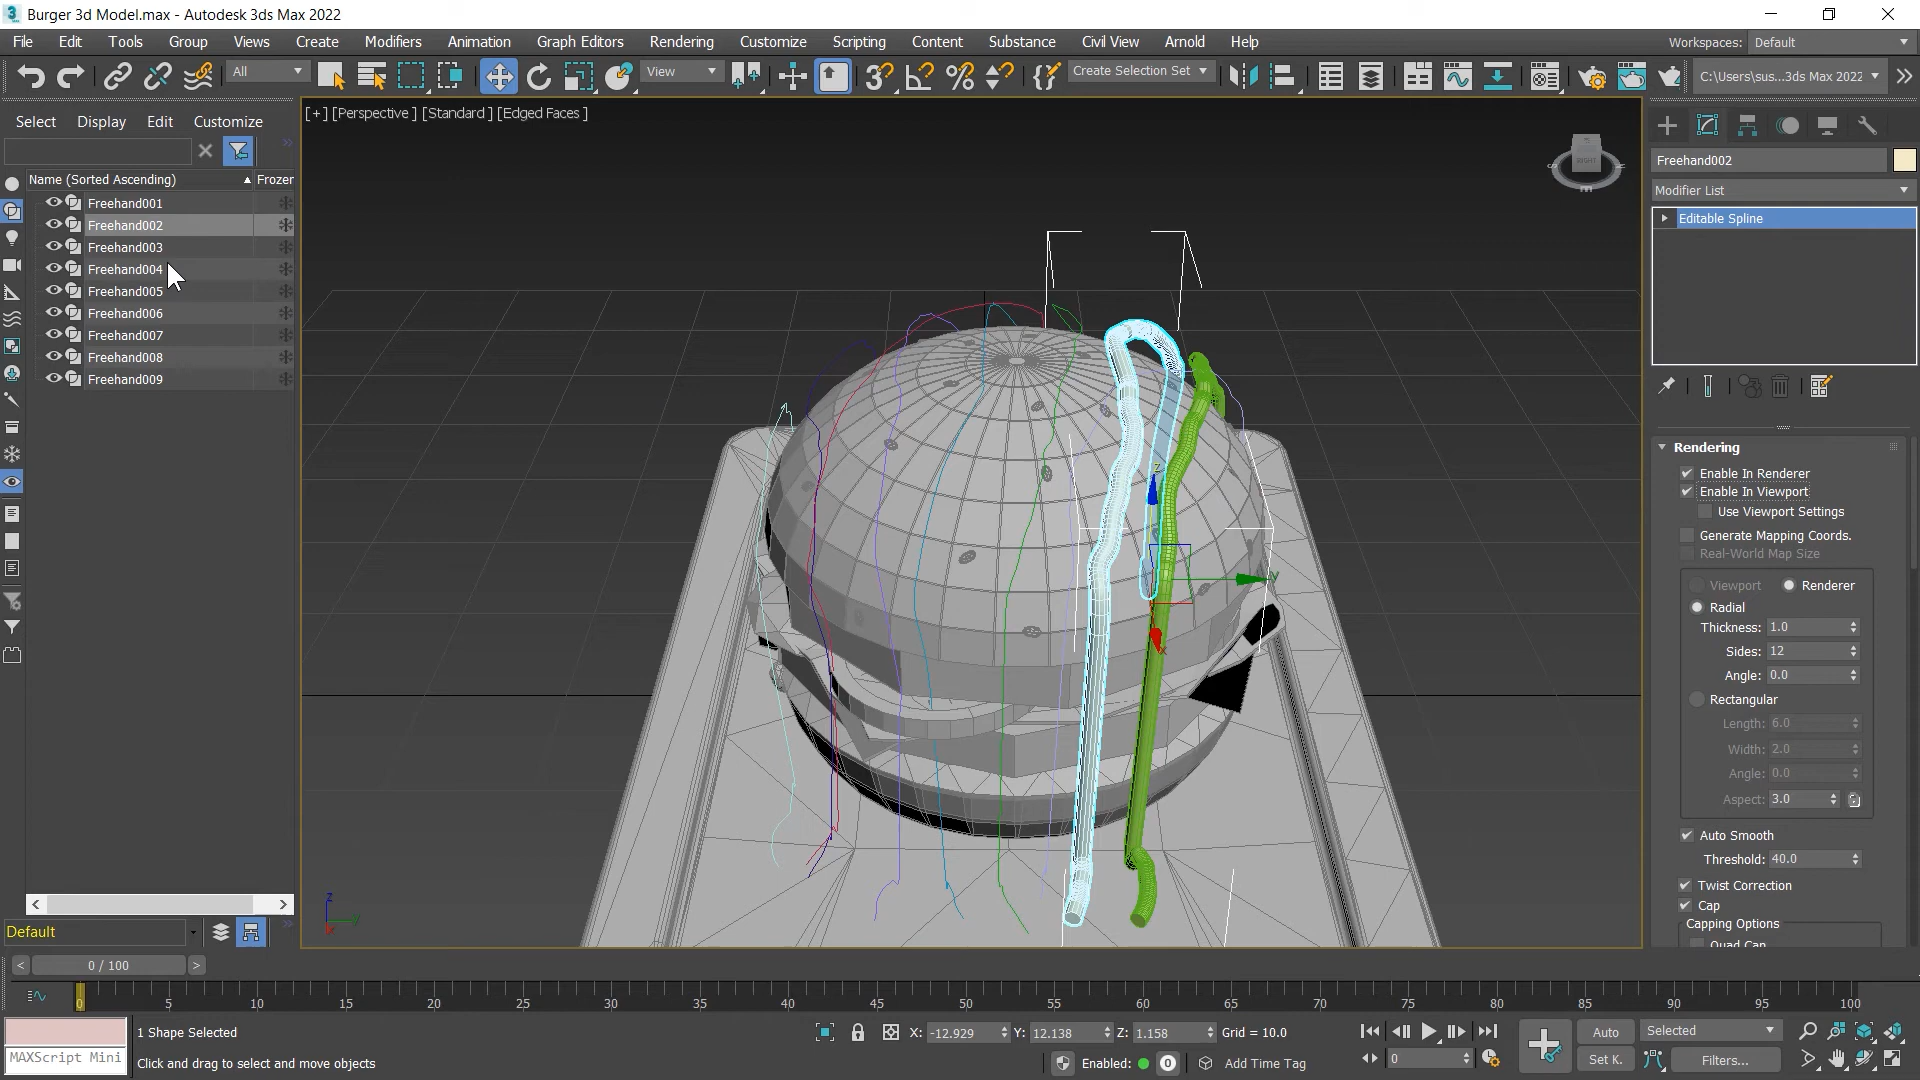 Burger 3d Model.max - Autodesk 3ds Max 2022
File Edit Tools Group Views Create Modifiers Animation Graph Editors Rendering Customize Scripting Content Substance Civil View Arnold Help Workspaces: Default
All View Create Selection Set C:\Users\sus...3ds Max 2022
Select Display Edit Customize
[+] [Perspective ] [Standard ] [Edged Faces ]
Name (Sorted Ascending) Frozen
Freehand001
Freehand002
Freehand003
Freehand004
Freehand005
Freehand006
Freehand007
Freehand008
Freehand009
Default
RIGHT
z
y
x
Freehand002
Modifier List
Editable Spline
Rendering
Enable In Renderer
Enable In Viewport
Use Viewport Settings
Generate Mapping Coords.
Real-World Map Size
Viewport Renderer
Radial
Thickness: 1.0
Sides: 12
Angle: 0.0
Rectangular
Length: 6.0
Width: 2.0
Angle: 0.0
Aspect: 3.0
Auto Smooth
Threshold: 40.0
Twist Correction
Cap
Capping Options
Quad Cap
< 0 / 100 >
0 5 10 15 20 25 30 35 40 45 50 55 60 65 70 75 80 85 90 95 100
1 Shape Selected X: -12.929 Y: 12.138 Z: 1.158 Grid = 10.0 Auto Selected
MAXScript Mini Click and drag to select and move objects Enabled: 0 Add Time Tag 0 Set K. Filters...